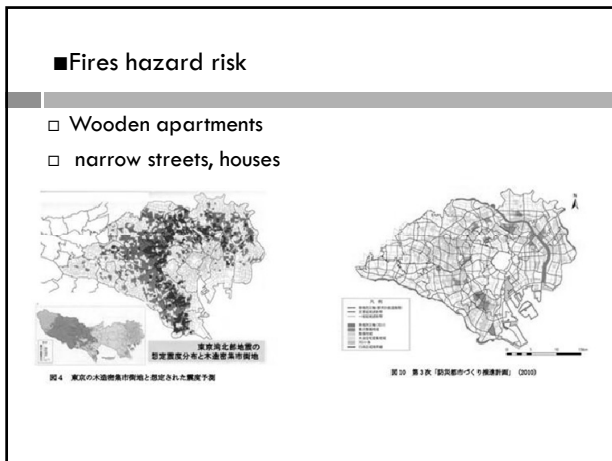 ■Fires hazard risk
□ Wooden apartments
□ narrow streets, houses
東京湾北部地震の
想定震度分布と木造密集市街地
図4 東京の木造密集市街地と想定された震度予測
N
凡例
図10 第3次「防災都市づくり推進計画」(2010)